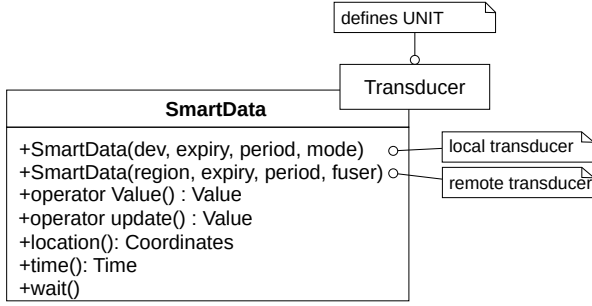 defines UNIT
Transducer
SmartData
+SmartData(dev, expiry, period, mode)
local transducer
+SmartData(region, expiry, period, fuser)
remote transducer
+operator Value() : Value
+operator update() : Value
+location(): Coordinates
+time(): Time
+wait()